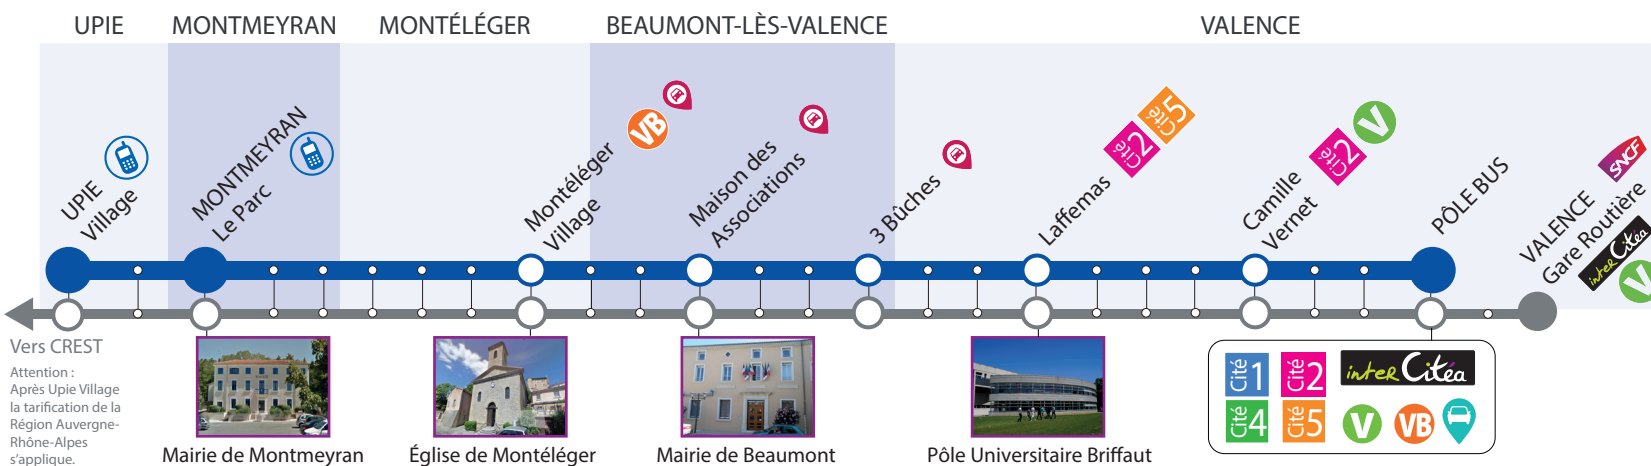 UPIE
MONTMEYRAN
MONTÉLÉGER
BEAUMONT-LÈS-VALENCE
VALENCE
UPIE
Village
MONTMEYRAN
Le Parc
Montéléger
Village
VB
Maison des
Associations
3 Bûches
Laffemas
Cité 2
Cité 5
Camille
Vernet
Cité 2
V
PÔLE BUS
VALENCE
Gare Routière
SNCF
inter Citéa
V
Vers CREST
Attention :
Après Upie Village
la tarification de la
Région Auvergne-
Rhône-Alpes
s’applique.
Mairie de Montmeyran
Église de Montéléger
Mairie de Beaumont
Pôle Universitaire Briffaut
Cité 1
Cité 2
inter Citéa
Cité 4
Cité 5
V
VB